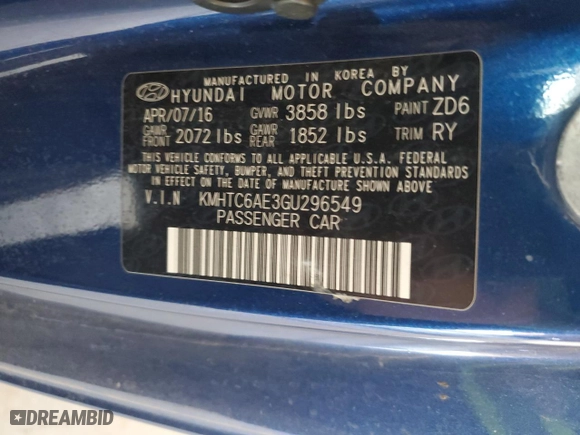 MANUFACTURED IN KOREA BY
HYUNDAI MOTOR COMPANY
APR/07/16 GVWR 3858 lbs PAINT ZD6
GAWR FRONT 2072 lbs GAWR REAR 1852 lbs TRIM RY
THIS VEHICLE CONFORMS TO ALL APPLICABLE U.S.A. FEDERAL
MOTOR VEHICLE SAFETY, BUMPER, AND THEFT PREVENTION STANDARDS
IN EFFECT ON THE DATE OF MANUFACTURE SHOWN ABOVE.
V.I.N KMHTC6AE3GU296549
PASSENGER CAR
DREAMBID